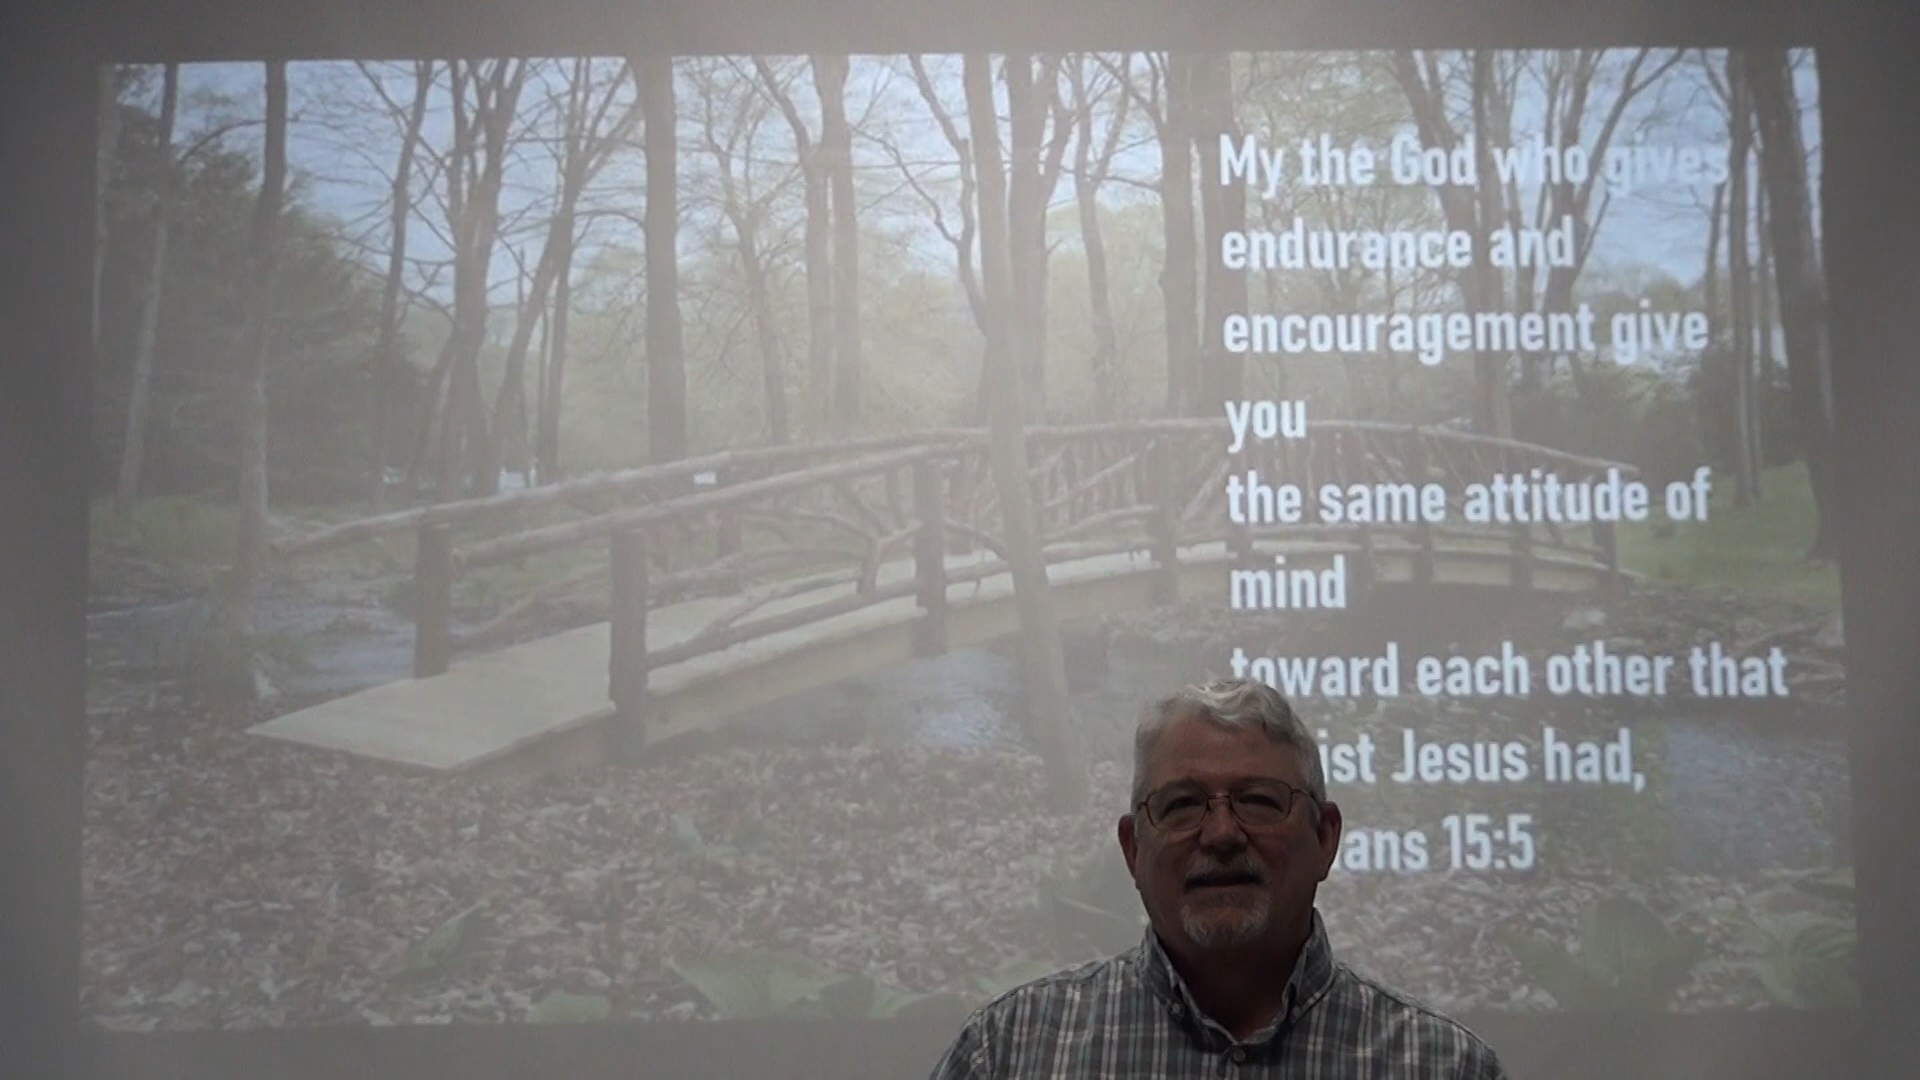 My the God who gives
endurance and
encouragement give
you
the same attitude of
mind
toward each other that
ist Jesus had,
ans 15:5